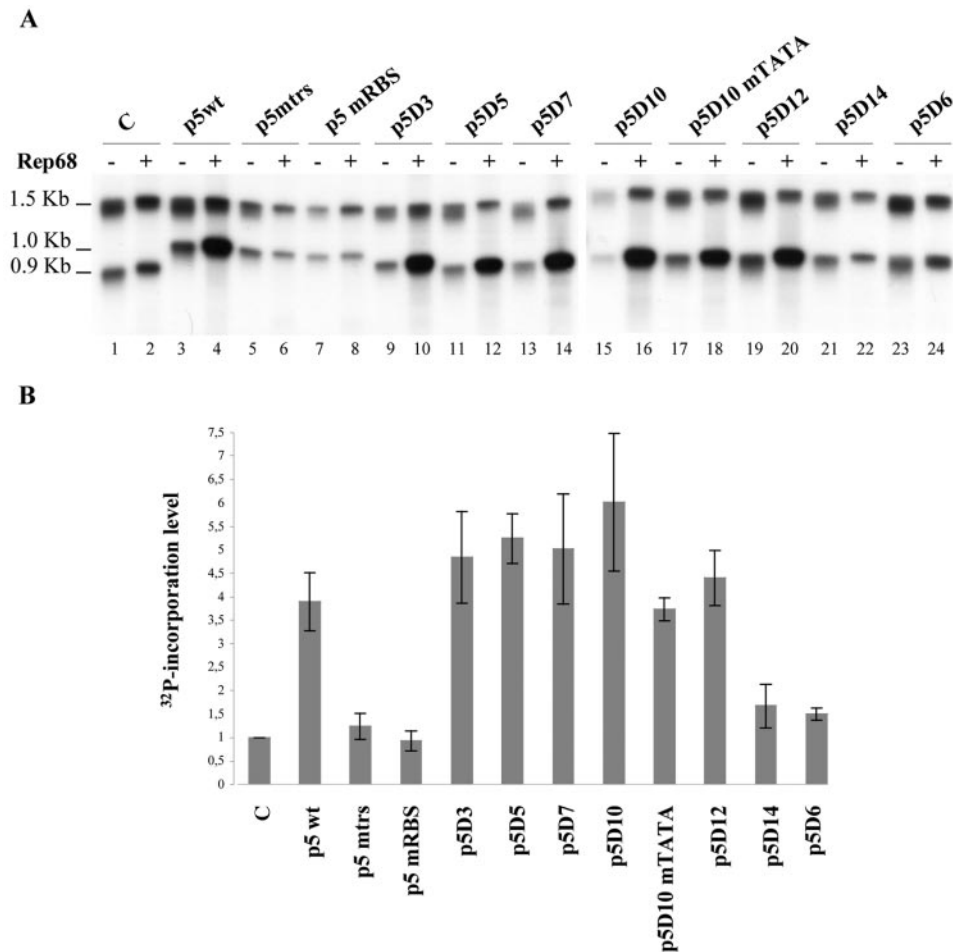 A
C p5wt p5mtrs p5 mRBS p5D3 p5D5 p5D7 p5D10 p5D10 mTATA p5D12 p5D14 p5D6
Rep68 - + - + - + - + - + - + - + - + - + - + - + - +
1.5 Kb
1.0 Kb
0.9 Kb
1 2 3 4 5 6 7 8 9 10 11 12 13 14 15 16 17 18 19 20 21 22 23 24
B
7,5
7
6,5
6
5,5
5
4,5
4
3,5
3
2,5
2
1,5
1
0,5
0
32P-incorporation level
C p5 wt p5 mtrs p5 mRBS p5D3 p5D5 p5D7 p5D10 p5D10 mTATA p5D12 p5D14 p5D6